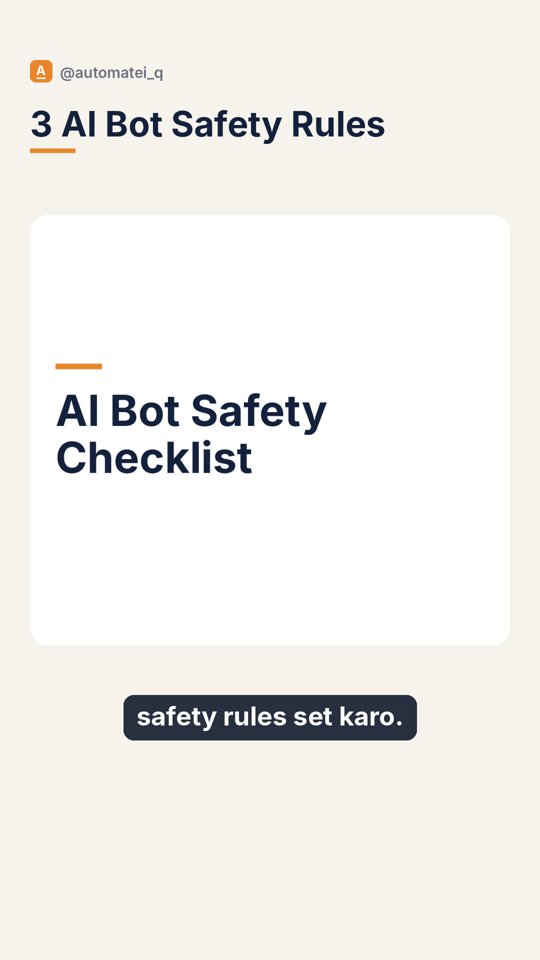 A
@automatei_q
3 AI Bot Safety Rules
AI Bot Safety
Checklist
safety rules set karo.